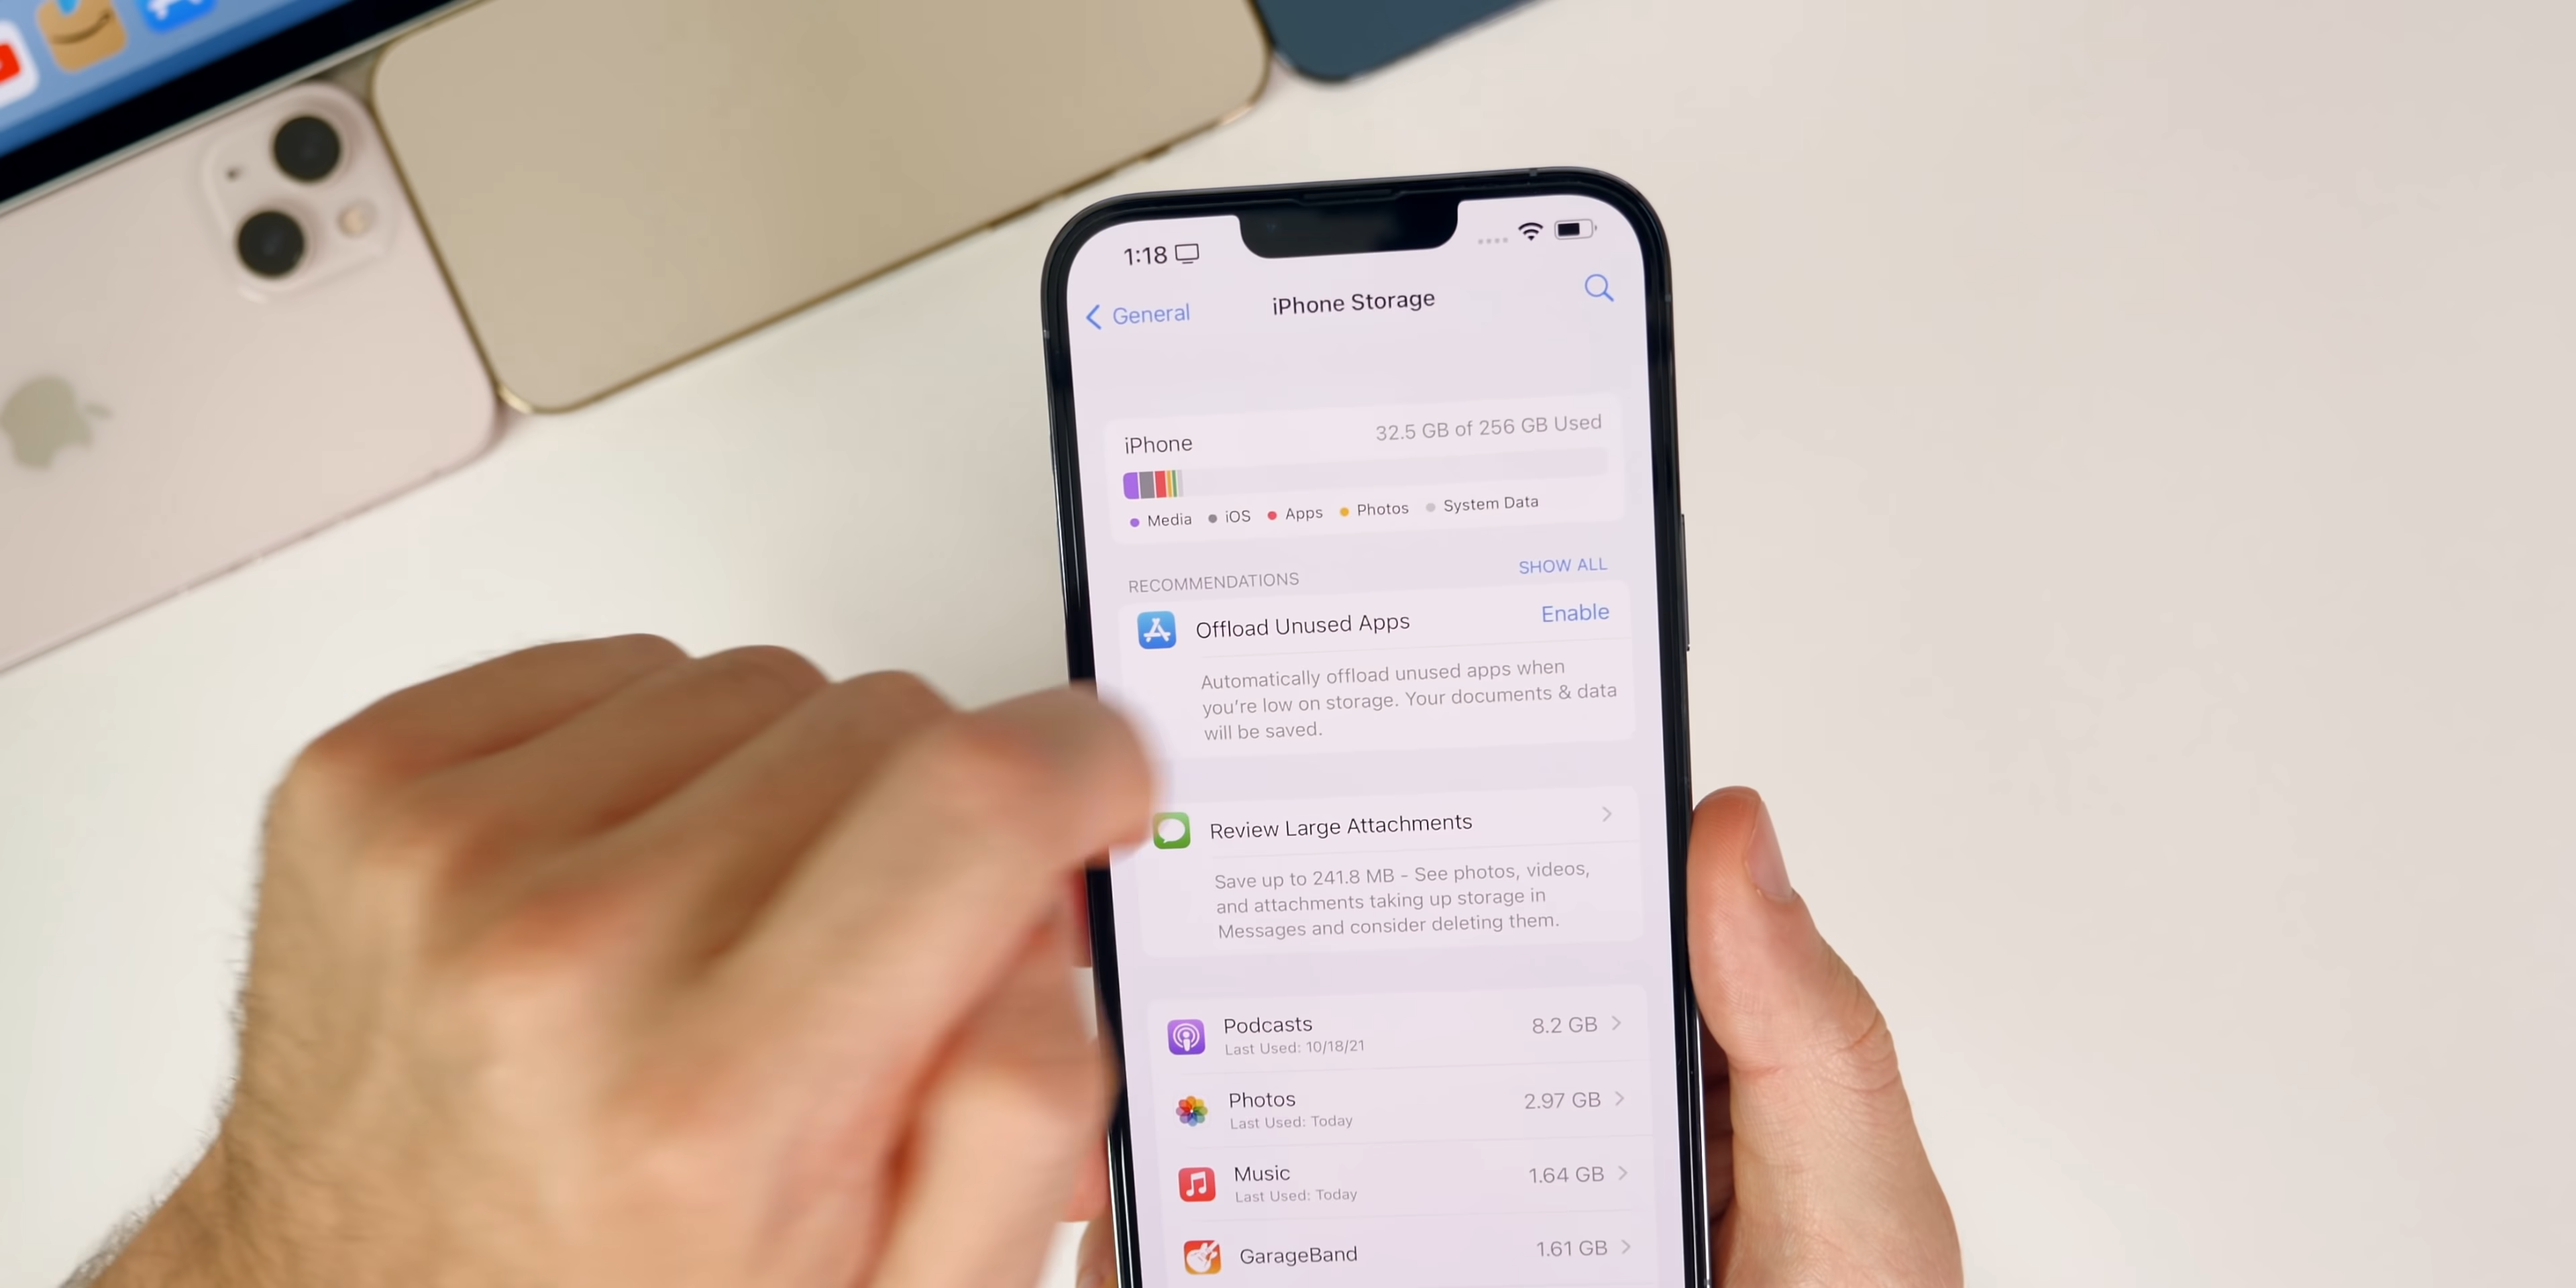 1:18
General
iPhone Storage
iPhone
32.5 GB of 256 GB Used
Media iOS Apps Photos System Data
RECOMMENDATIONS
SHOW ALL
Offload Unused Apps
Enable
Automatically offload unused apps when
you’re low on storage. Your documents & data
will be saved.
Review Large Attachments
Save up to 241.8 MB - See photos, videos,
and attachments taking up storage in
Messages and consider deleting them.
Podcasts
8.2 GB
Last Used: 10/18/21
Photos
2.97 GB
Last Used: Today
Music
1.64 GB
Last Used: Today
GarageBand
1.61 GB